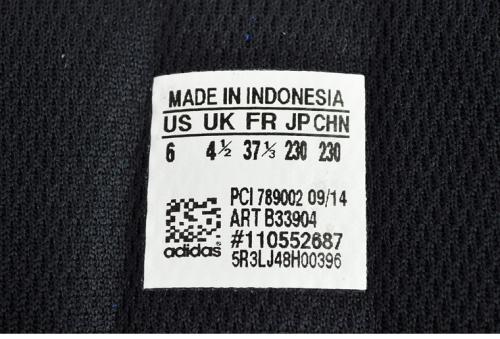 MADE IN INDONESIA
US UK FR JP CHN
6 4½ 37⅓ 230 230
PCI 789002 09/14
ART B33904
#110552687
adidas
5R3LJ48H00396